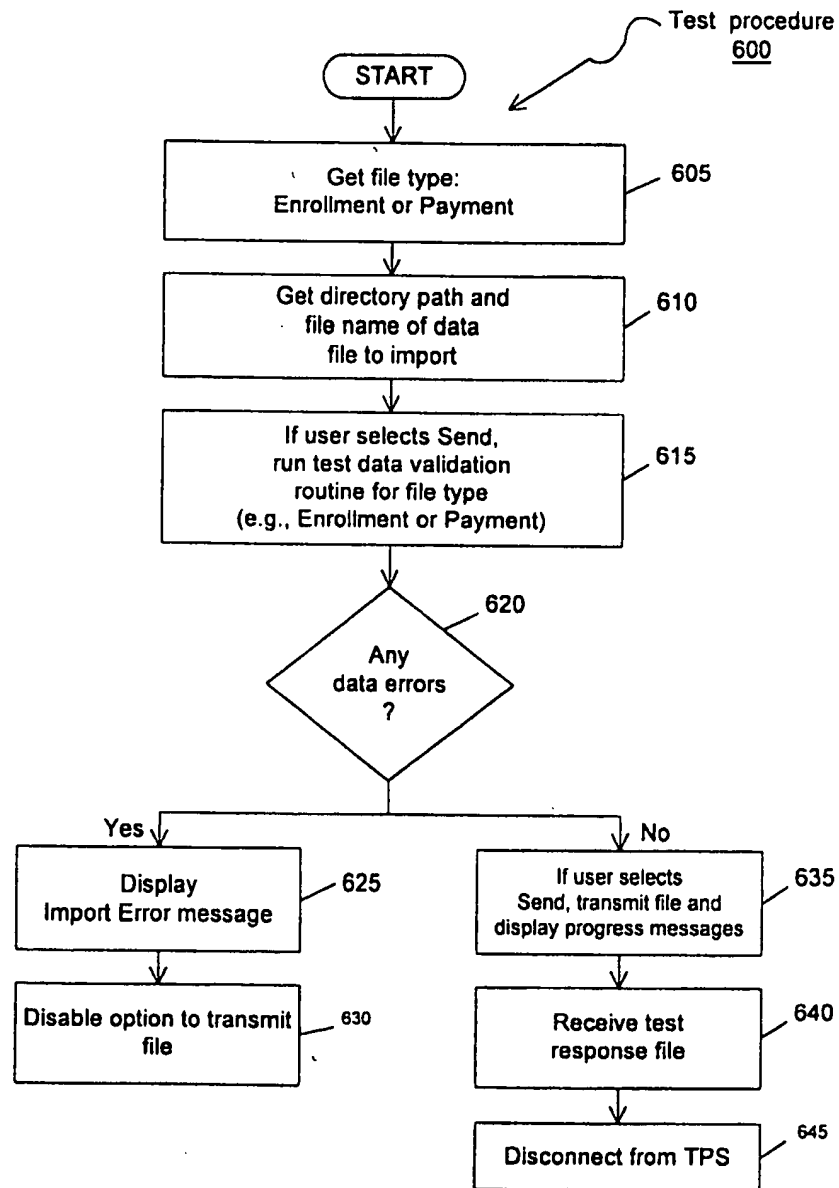 Test procedure
600
START
Get file type:
Enrollment or Payment
605
Get directory path and
file name of data
file to import
610
If user selects Send,
run test data validation
routine for file type
(e.g., Enrollment or Payment)
615
620
Any
data errors
?
Yes
No
Display
Import Error message
625
If user selects
Send, transmit file and
display progress messages
635
Disable option to transmit
file
630
Receive test
response file
640
Disconnect from TPS
645